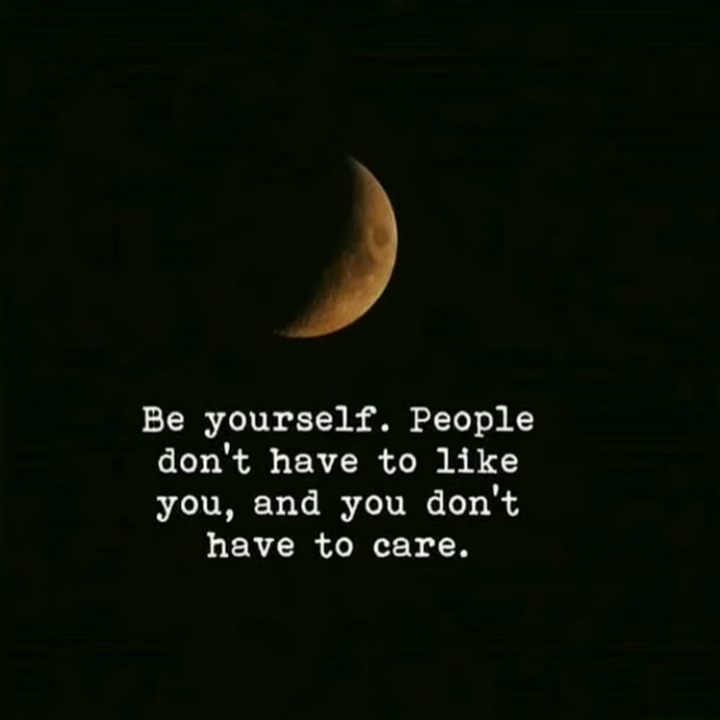 Be yourself. People
don't have to like
you, and you don't
have to care.